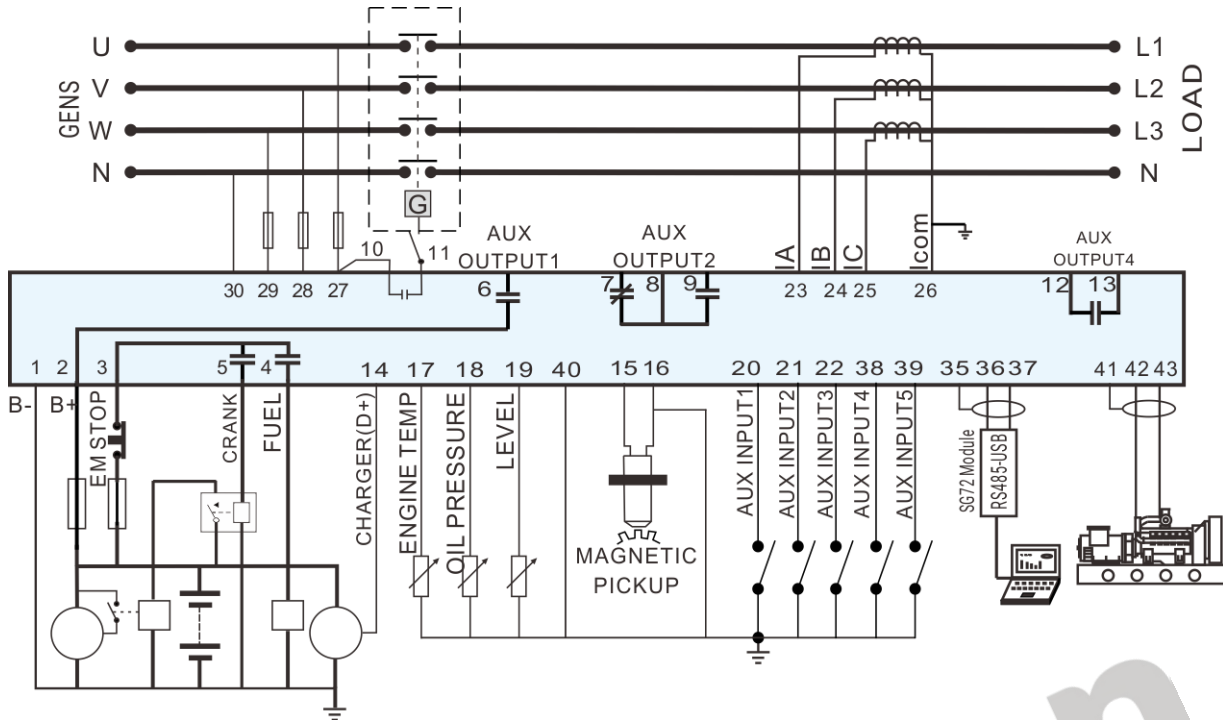 U
V
W
N
GENS
L1
L2
L3
N
LOAD
G
10
11
AUX
OUTPUT1
AUX
OUTPUT2
IA
IB
IC
Icom
AUX
OUTPUT4
30
29
28
27
6
7
8
9
23
24
25
26
12
13
1
2
3
5
4
14
17
18
19
40
15
16
20
21
22
38
39
35
36
37
41
42
43
B-
B+
EM STOP
CRANK
FUEL
CHARGER(D+)
ENGINE TEMP
OIL PRESSURE
LEVEL
MAGNETIC
PICKUP
AUX INPUT1
AUX INPUT2
AUX INPUT3
AUX INPUT4
AUX INPUT5
SG72 Module
RS485-USB